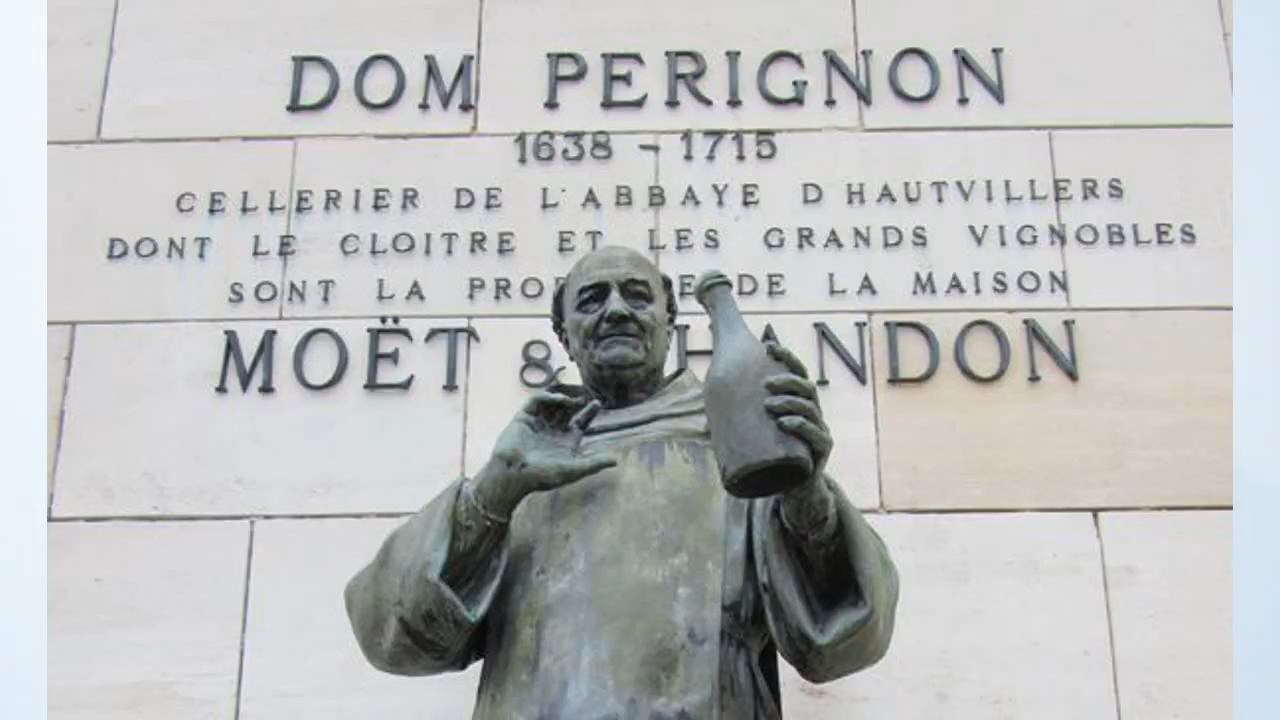 DOM PERIGNON
1638 - 1715
CELLERIER DE L'ABBAYE D HAUTVILLERS
DONT LE CLOITRE ET LES GRANDS VIGNOBLES
SONT LA DE LA MAISON
MOËT &